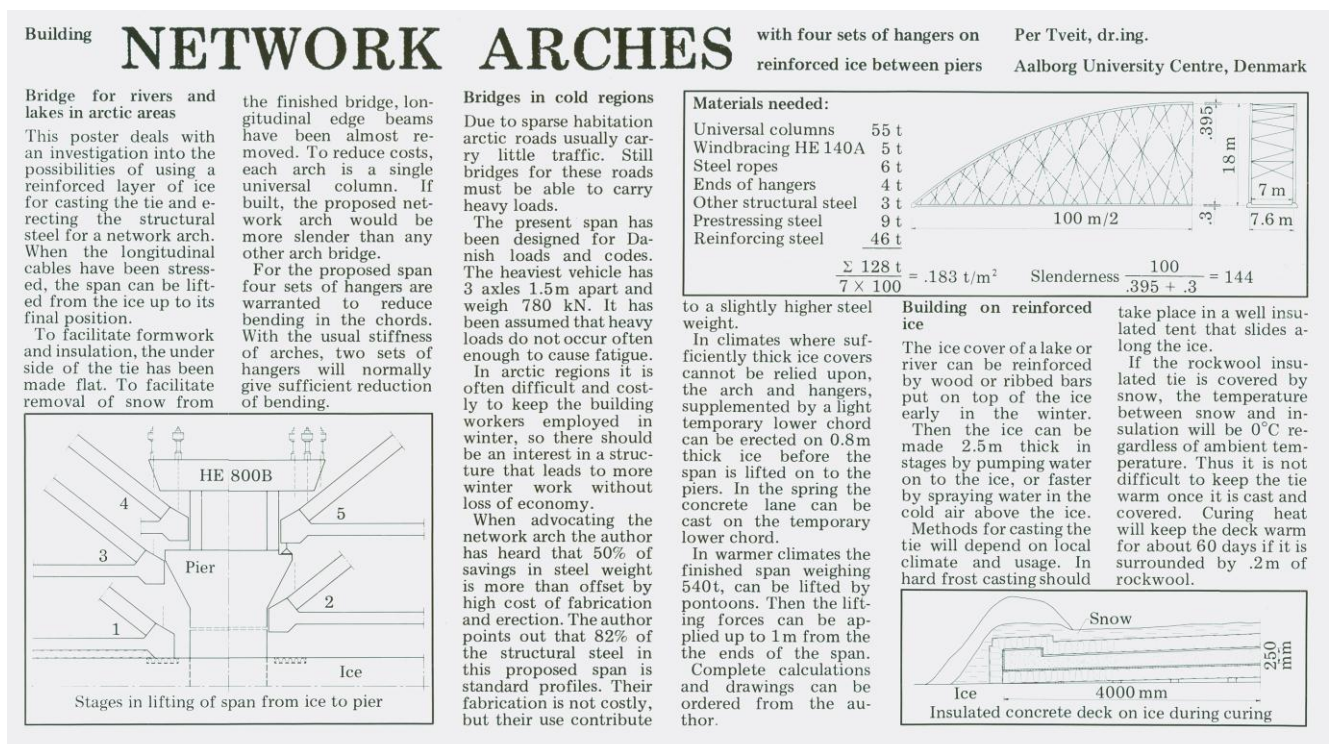 Building
NETWORK ARCHES
with four sets of hangers on
reinforced ice between piers
Per Tveit, dr.ing.
Aalborg University Centre, Denmark
Bridge for rivers and
lakes in arctic areas
This poster deals with
an investigation into the
possibilities of using a
reinforced layer of ice
for casting the tie and e-
recting the structural
steel for a network arch.
When the longitudinal
cables have been stress-
ed, the span can be lift-
ed from the ice up to its
final position.
To facilitate formwork
and insulation, the under
side of the tie has been
made flat. To facilitate
removal of snow from
the finished bridge, lon-
gitudinal edge beams
have been almost re-
moved. To reduce costs,
each arch is a single
universal column. If
built, the proposed net-
work arch would be
more slender than any
other arch bridge.
For the proposed span
four sets of hangers are
warranted to reduce
bending in the chords.
With the usual stiffness
of arches, two sets of
hangers will normally
give sufficient reduction
of bending.
HE 800B
4
5
3
Pier
2
1
Ice
Stages in lifting of span from ice to pier
Bridges in cold regions
Due to sparse habitation
arctic roads usually car-
ry little traffic. Still
bridges for these roads
must be able to carry
heavy loads.
The present span has
been designed for Da-
nish loads and codes.
The heaviest vehicle has
3 axles 1.5m apart and
weigh 780 kN. It has
been assumed that heavy
loads do not occur often
enough to cause fatigue.
In arctic regions it is
often difficult and cost-
ly to keep the building
workers employed in
winter, so there should
be an interest in a struc-
ture that leads to more
winter work without
loss of economy.
When advocating the
network arch the author
has heard that 50% of
savings in steel weight
is more than offset by
high cost of fabrication
and erection. The author
points out that 82% of
the structural steel in
this proposed span is
standard profiles. Their
fabrication is not costly,
but their use contribute
Materials needed:
Universal columns 55 t
Windbracing HE 140A 5 t
Steel ropes 6 t
Ends of hangers 4 t
Other structural steel 3 t
Prestressing steel 9 t
Reinforcing steel 46 t
Σ 128 t
7 × 100
= .183 t/m²
Slenderness
100
.395 + .3
= 144
.395
18 m
.3
100 m/2
7 m
7.6 m
to a slightly higher steel
weight.
In climates where suf-
ficiently thick ice covers
cannot be relied upon,
the arch and hangers,
supplemented by a light
temporary lower chord
can be erected on 0.8m
thick ice before the
span is lifted on to the
piers. In the spring the
concrete lane can be
cast on the temporary
lower chord.
In warmer climates the
finished span weighing
540t, can be lifted by
pontoons. Then the lift-
ing forces can be ap-
plied up to 1m from the
the ends of the span.
Complete calculations
and drawings can be
ordered from the au-
thor.
Building on reinforced
ice
The ice cover of a lake or
river can be reinforced
by wood or ribbed bars
put on top of the ice
early in the winter.
Then the ice can be
made 2.5m thick in
stages by pumping water
on to the ice, or faster
by spraying water in the
cold air above the ice.
Methods for casting the
tie will depend on local
climate and usage. In
hard frost casting should
take place in a well insu-
lated tent that slides a-
long the ice.
If the rockwool insu-
lated tie is covered by
snow, the temperature
between snow and in-
sulation will be 0°C re-
gardless of ambient tem-
perature. Thus it is not
difficult to keep the tie
warm once it is cast and
covered. Curing heat
will keep the deck warm
for about 60 days if it is
surrounded by .2m of
rockwool.
Snow
250
mm
Ice
4000 mm
Insulated concrete deck on ice during curing